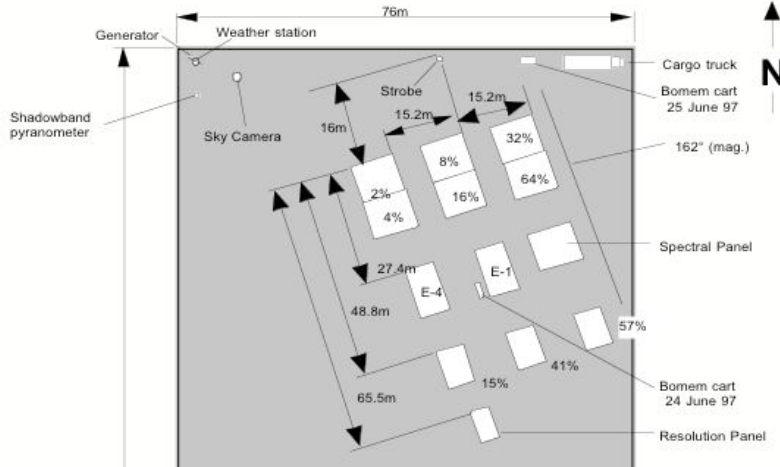 76m
Generator
Weather station
N
Strobe
Cargo truck
Bomem cart
25 June 97
Shadowband
pyranometer
Sky Camera
16m
15.2m
15.2m
162° (mag.)
32%
8%
64%
2%
16%
4%
Spectral Panel
27.4m
E-1
E-4
48.8m
57%
41%
15%
65.5m
Bomem cart
24 June 97
Resolution Panel